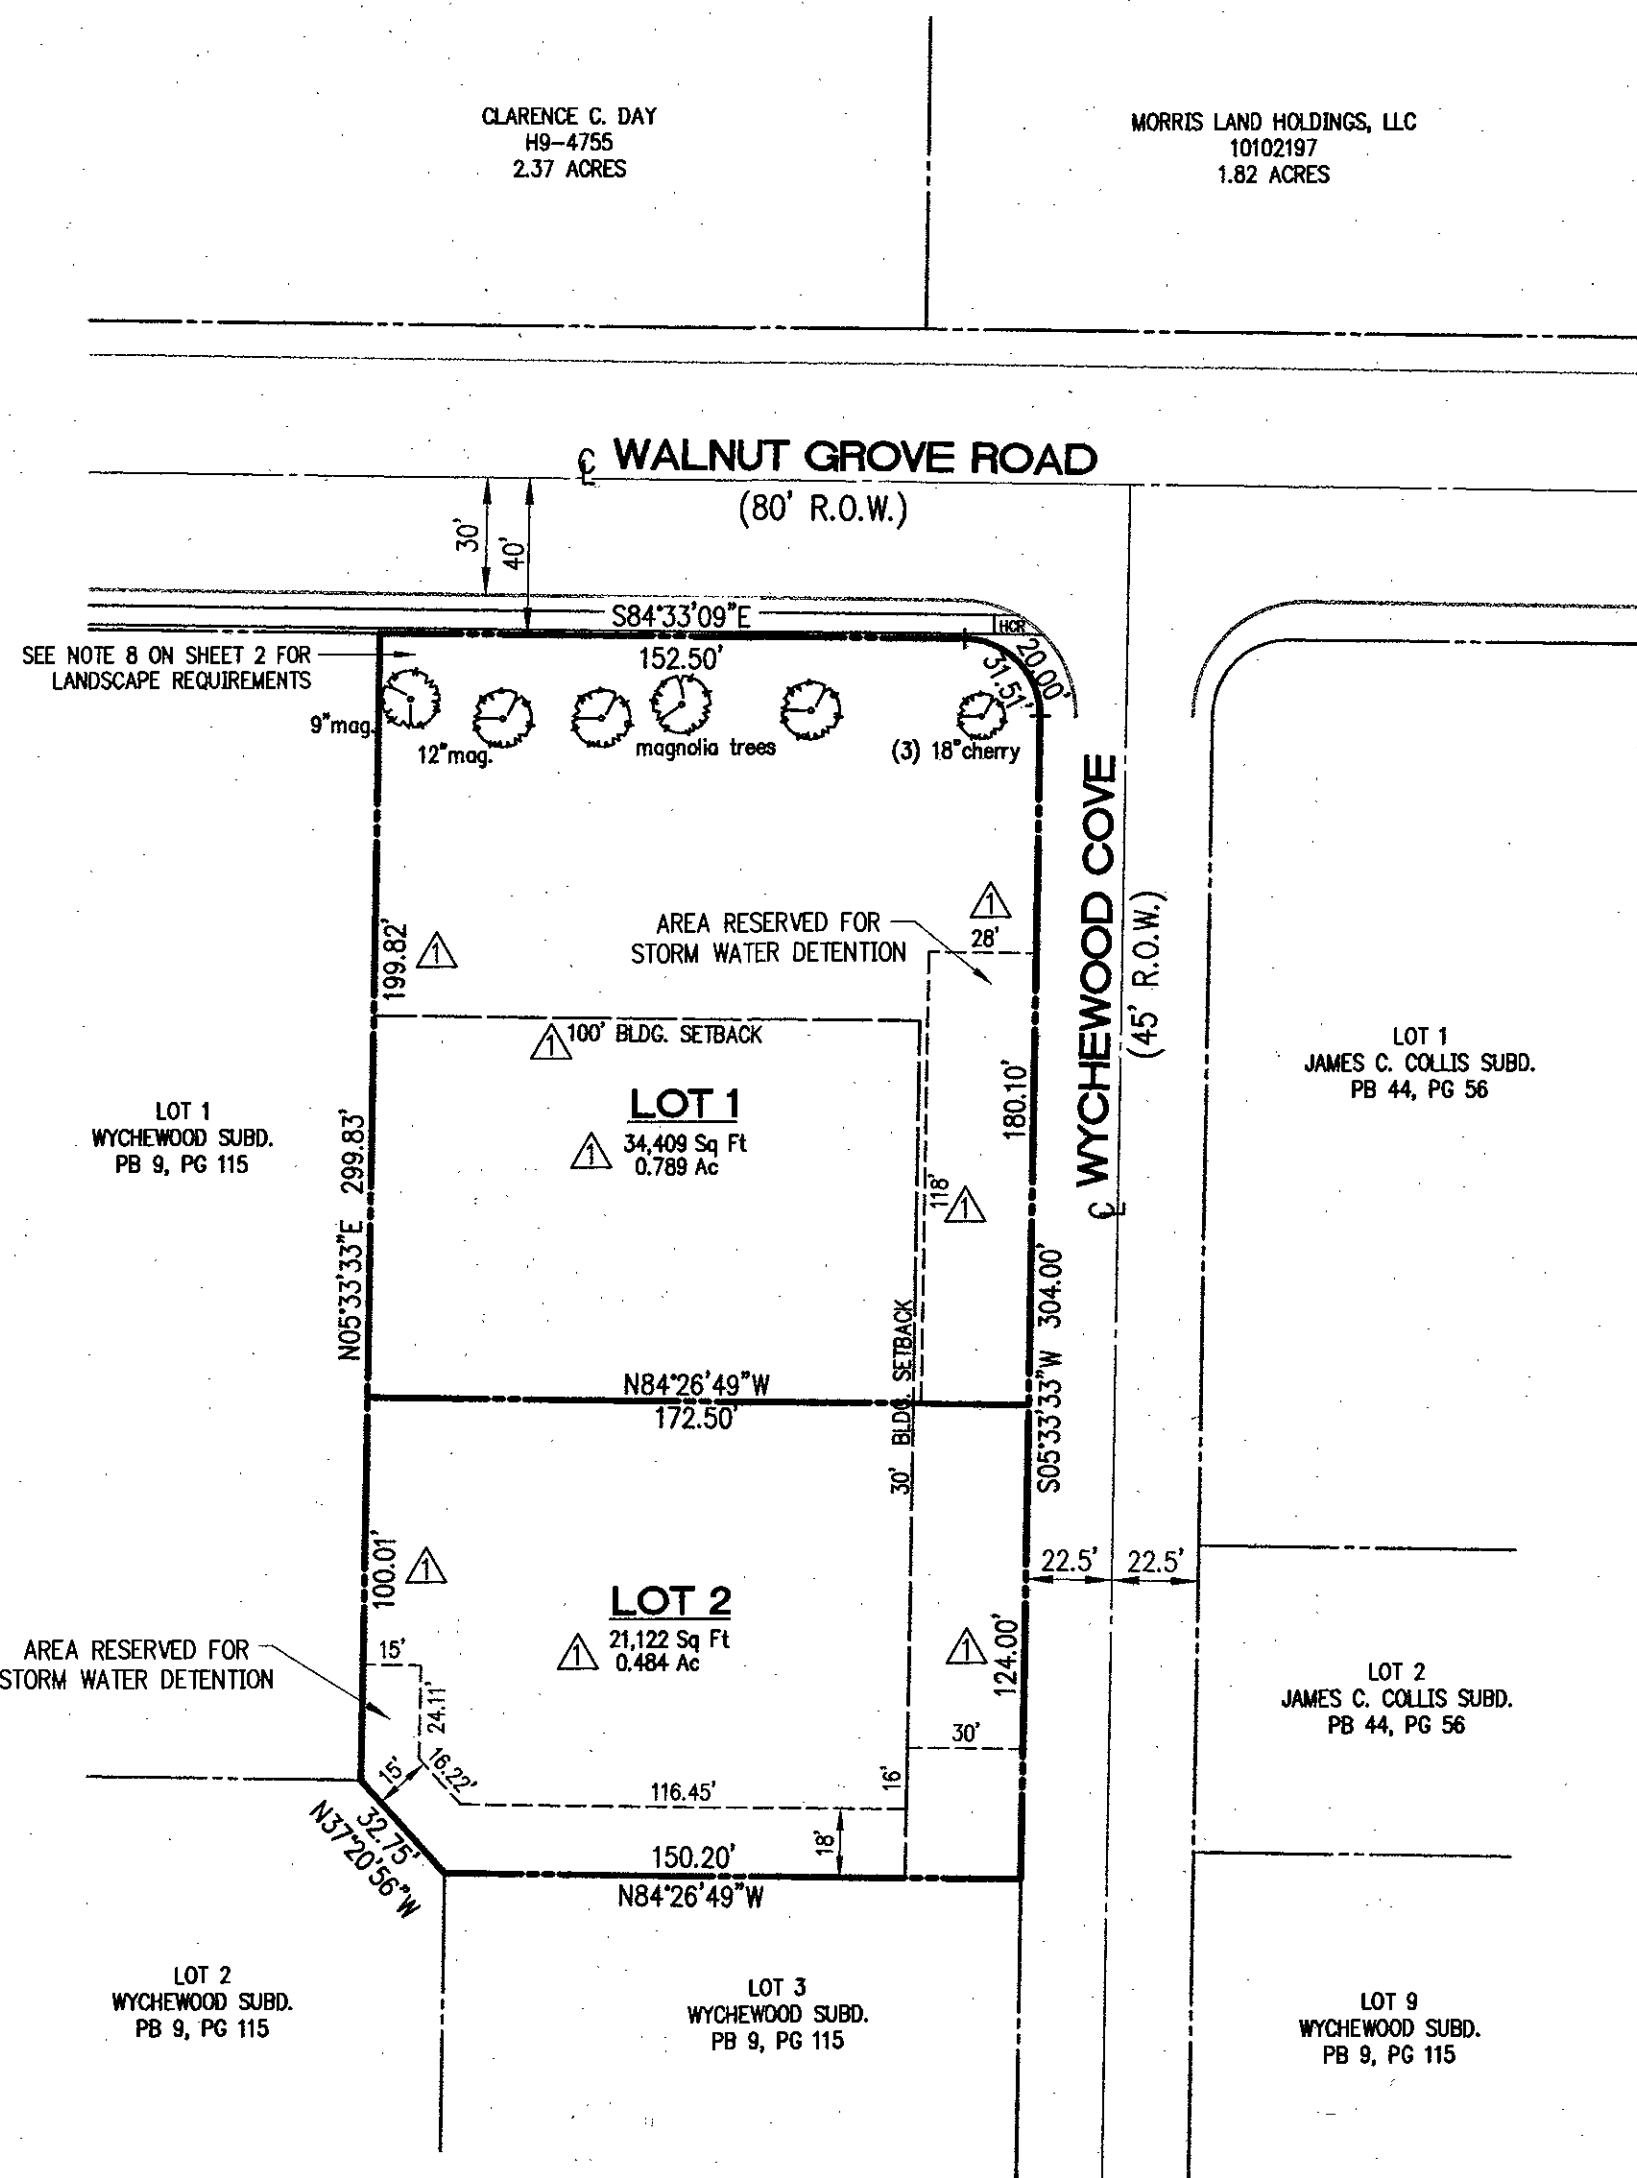 CLARENCE C. DAY
H9-4755
2.37 ACRES
MORRIS LAND HOLDINGS, LLC
10102197
1.82 ACRES
℄ WALNUT GROVE ROAD
(80' R.O.W.)
30'
40'
S84°33'09"E
152.50'
HCR
20.00'
31.51'
SEE NOTE 8 ON SHEET 2 FOR
LANDSCAPE REQUIREMENTS
9"mag.
12"mag.
magnolia trees
(3) 18"cherry
℄ WYCHEWOOD COVE
(45' R.O.W.)
AREA RESERVED FOR
STORM WATER DETENTION
1
28'
199.82'
1
1
100' BLDG. SETBACK
LOT 1
1
34,409 Sq Ft
0.789 Ac
180.10'
118'
1
LOT 1
WYCHEWOOD SUBD.
PB 9, PG 115
LOT 1
JAMES C. COLLIS SUBD.
PB 44, PG 56
N05°33'33"E 299.83'
S05°33'33"W 304.00'
30' BLDG. SETBACK
N84°26'49"W
172.50'
100.01'
1
22.5'
22.5'
LOT 2
1
21,122 Sq Ft
0.484 Ac
1
124.00'
AREA RESERVED FOR
STORM WATER DETENTION
15'
24.11'
15'
16.22'
116.45'
16'
30'
18'
32.75'
N37°20'56"W
150.20'
N84°26'49"W
LOT 2
JAMES C. COLLIS SUBD.
PB 44, PG 56
LOT 2
WYCHEWOOD SUBD.
PB 9, PG 115
LOT 3
WYCHEWOOD SUBD.
PB 9, PG 115
LOT 9
WYCHEWOOD SUBD.
PB 9, PG 115